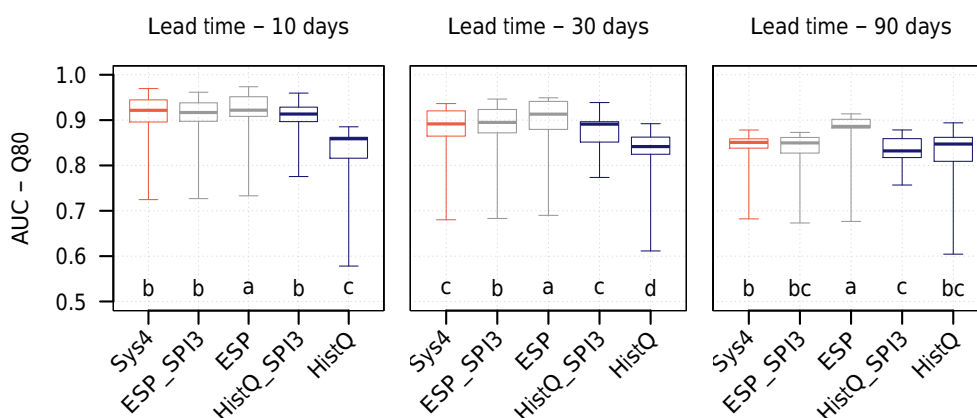 Lead time – 10 days
Lead time – 30 days
Lead time – 90 days
AUC – Q80
1.0
0.9
0.8
0.7
0.6
0.5
b b a c
b
c b a c d
b bc a c bc
Sys4 ESP_SPI3 ESP HistQ_SPI3 HistQ
Sys4 ESP_SPI3 ESP HistQ_SPI3 HistQ
Sys4 ESP_SPI3 ESP HistQ_SPI3 HistQ